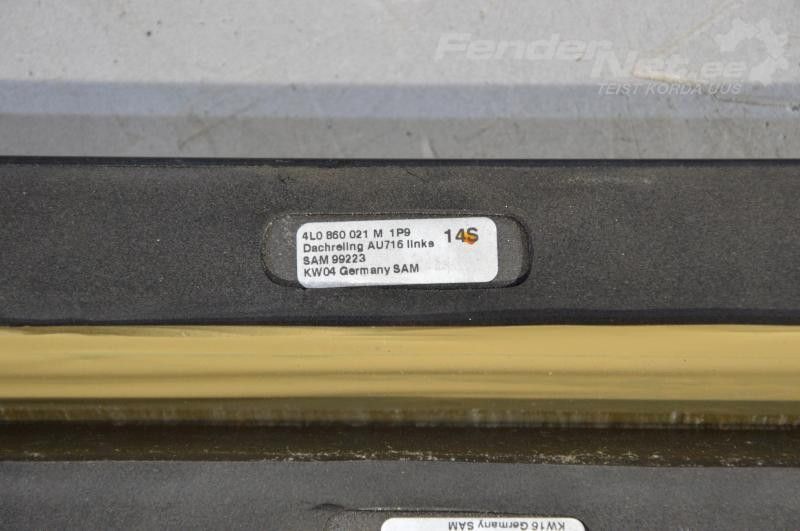 FenderNet.ee
TEIST KORDA UUS
4L0 860 021 M 1P9 14S
Dachreling AU716 links
SAM 99223
KW04 Germany SAM
KW16 Germany SAM